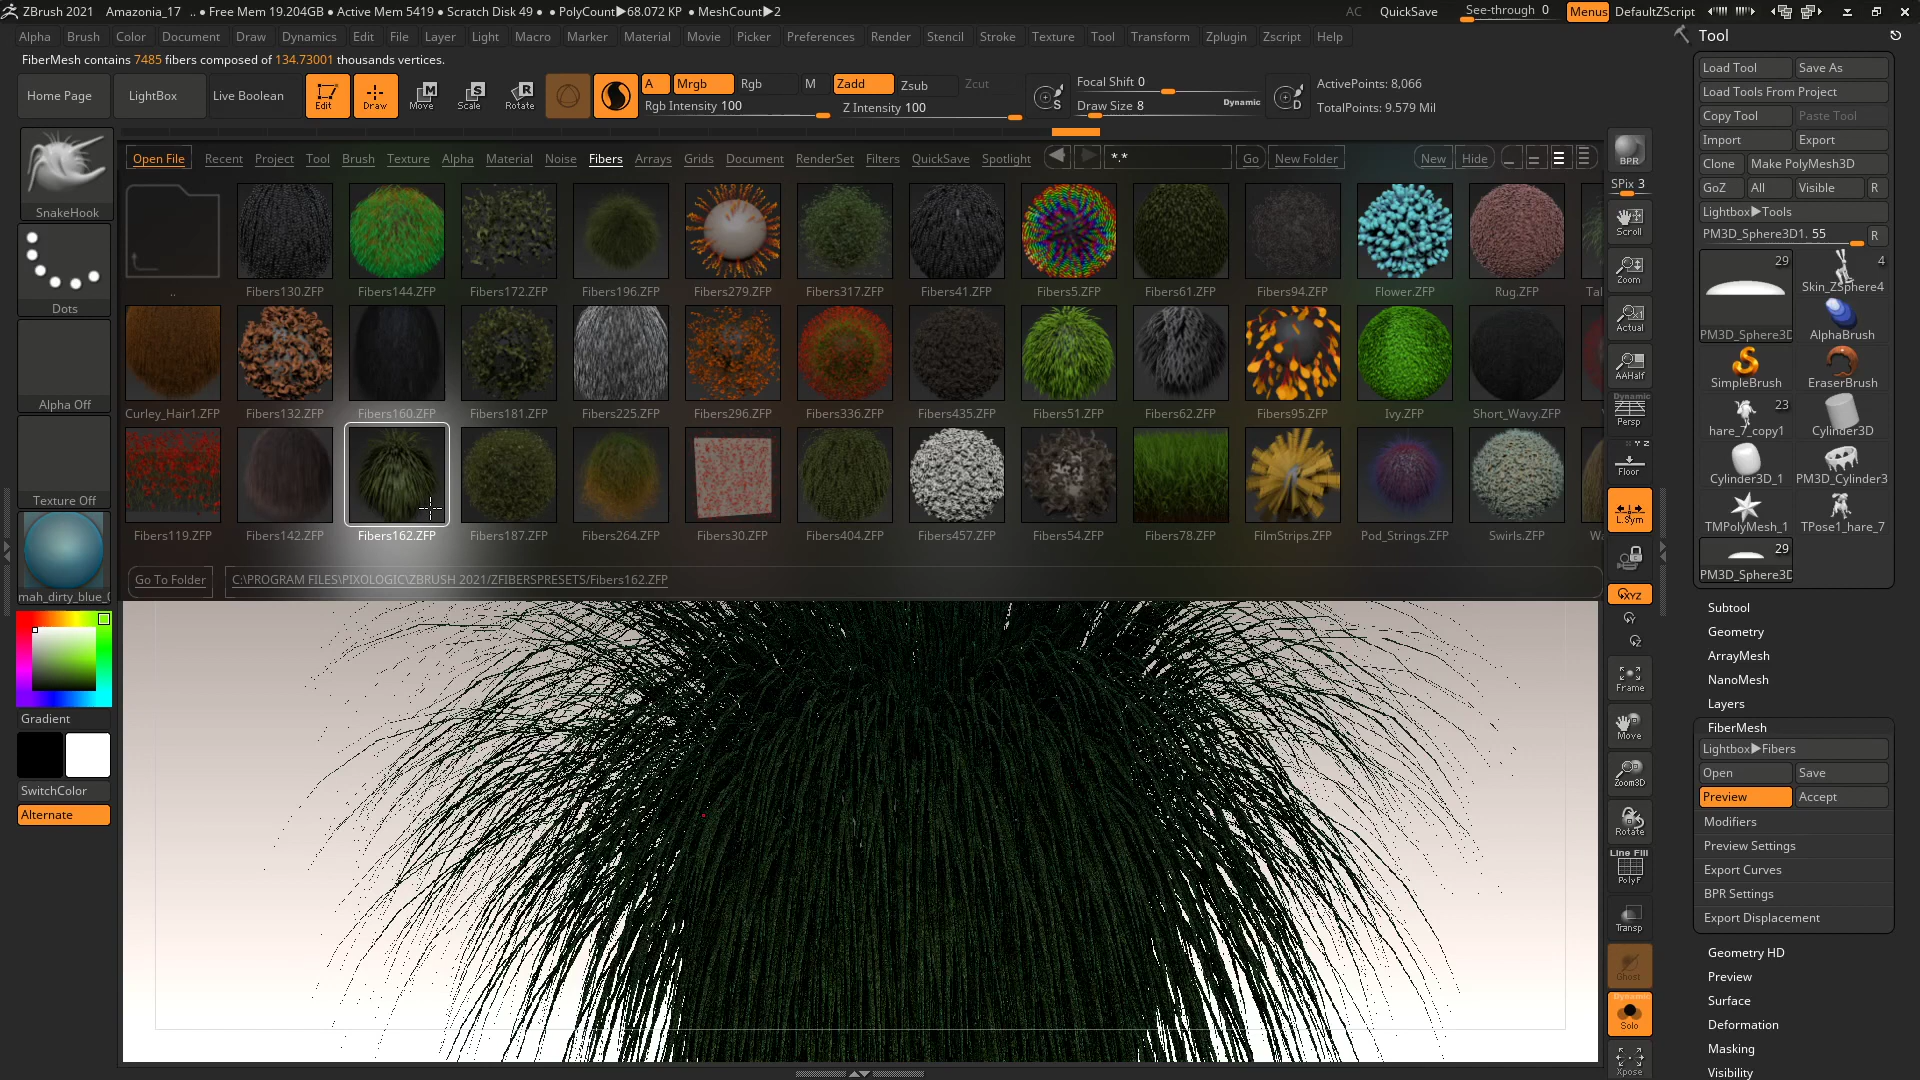 ZBrush 2021 Amazonia_17 .. ● Free Mem 19.204GB ● Active Mem 5419 ● Scratch Disk 49 ● ● PolyCount▶68.072 KP ● MeshCount▶2 AC QuickSave See-through 0 Menus DefaultZScript
Alpha Brush Color Document Draw Dynamics Edit File Layer Light Macro Marker Material Movie Picker Preferences Render Stencil Stroke Texture Tool Transform Zplugin Zscript Help
FiberMesh contains 7485 fibers composed of 134.73001 thousands vertices.
Home Page LightBox Live Boolean Edit Draw Move Scale Rotate
A Mrgb Rgb M Zadd Zsub Zcut
Rgb Intensity 100 Z Intensity 100
S Focal Shift 0
Draw Size 8 Dynamic
D ActivePoints: 8,066
TotalPoints: 9.579 Mil
SnakeHook
Dots
Alpha Off
Texture Off
mah_dirty_blue_0
Gradient
SwitchColor
Alternate
Open File Recent Project Tool Brush Texture Alpha Material Noise Fibers Arrays Grids Document RenderSet Filters QuickSave Spotlight *.* Go New Folder New Hide
.. Fibers130.ZFP Fibers144.ZFP Fibers172.ZFP Fibers196.ZFP Fibers279.ZFP Fibers317.ZFP Fibers41.ZFP Fibers5.ZFP Fibers61.ZFP Fibers94.ZFP Flower.ZFP Rug.ZFP Tal
Curley_Hair1.ZFP Fibers132.ZFP Fibers160.ZFP Fibers181.ZFP Fibers225.ZFP Fibers296.ZFP Fibers336.ZFP Fibers435.ZFP Fibers51.ZFP Fibers62.ZFP Fibers95.ZFP Ivy.ZFP Short_Wavy.ZFP
Fibers119.ZFP Fibers142.ZFP Fibers162.ZFP Fibers187.ZFP Fibers264.ZFP Fibers30.ZFP Fibers404.ZFP Fibers457.ZFP Fibers54.ZFP Fibers78.ZFP FilmStrips.ZFP Pod_Strings.ZFP Swirls.ZFP Wa
Go To Folder C:\PROGRAM FILES\PIXOLOGIC\ZBRUSH 2021/ZFIBERSPRESETS/Fibers162.ZFP
BPR
SPix 3
Scroll
Zoom
Actual
AAHalf
Dynamic
Persp
Floor
L.Sym
XYZ
Frame
Move
Zoom3D
Rotate
Line Fill
PolyF
Transp
Ghost
Dynamic
Solo
Xpose
Tool
Load Tool Save As
Load Tools From Project
Copy Tool Paste Tool
Import Export
Clone Make PolyMesh3D
GoZ All Visible R
Lightbox▶Tools
PM3D_Sphere3D1. 55 R
29 4
Skin_ZSphere4
PM3D_Sphere3D AlphaBrush
SimpleBrush EraserBrush
23
hare_7_copy1 Cylinder3D
Cylinder3D_1 PM3D_Cylinder3
TMPolyMesh_1 TPose1_hare_7
29
PM3D_Sphere3D
Subtool
Geometry
ArrayMesh
NanoMesh
Layers
FiberMesh
Lightbox▶Fibers
Open Save
Preview Accept
Modifiers
Preview Settings
Export Curves
BPR Settings
Export Displacement
Geometry HD
Preview
Surface
Deformation
Masking
Visibility